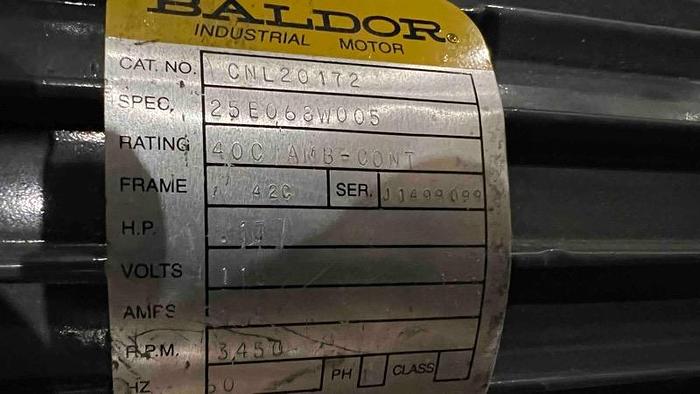 BALDOR®
INDUSTRIAL MOTOR
CAT. NO. CNL20172
SPEC. 25E068W005
RATING 40C AMB-CONT
FRAME 42C SER. J1499099
H.P.
VOLTS
AMPS
R.P.M. 3450
HZ PH CLASS